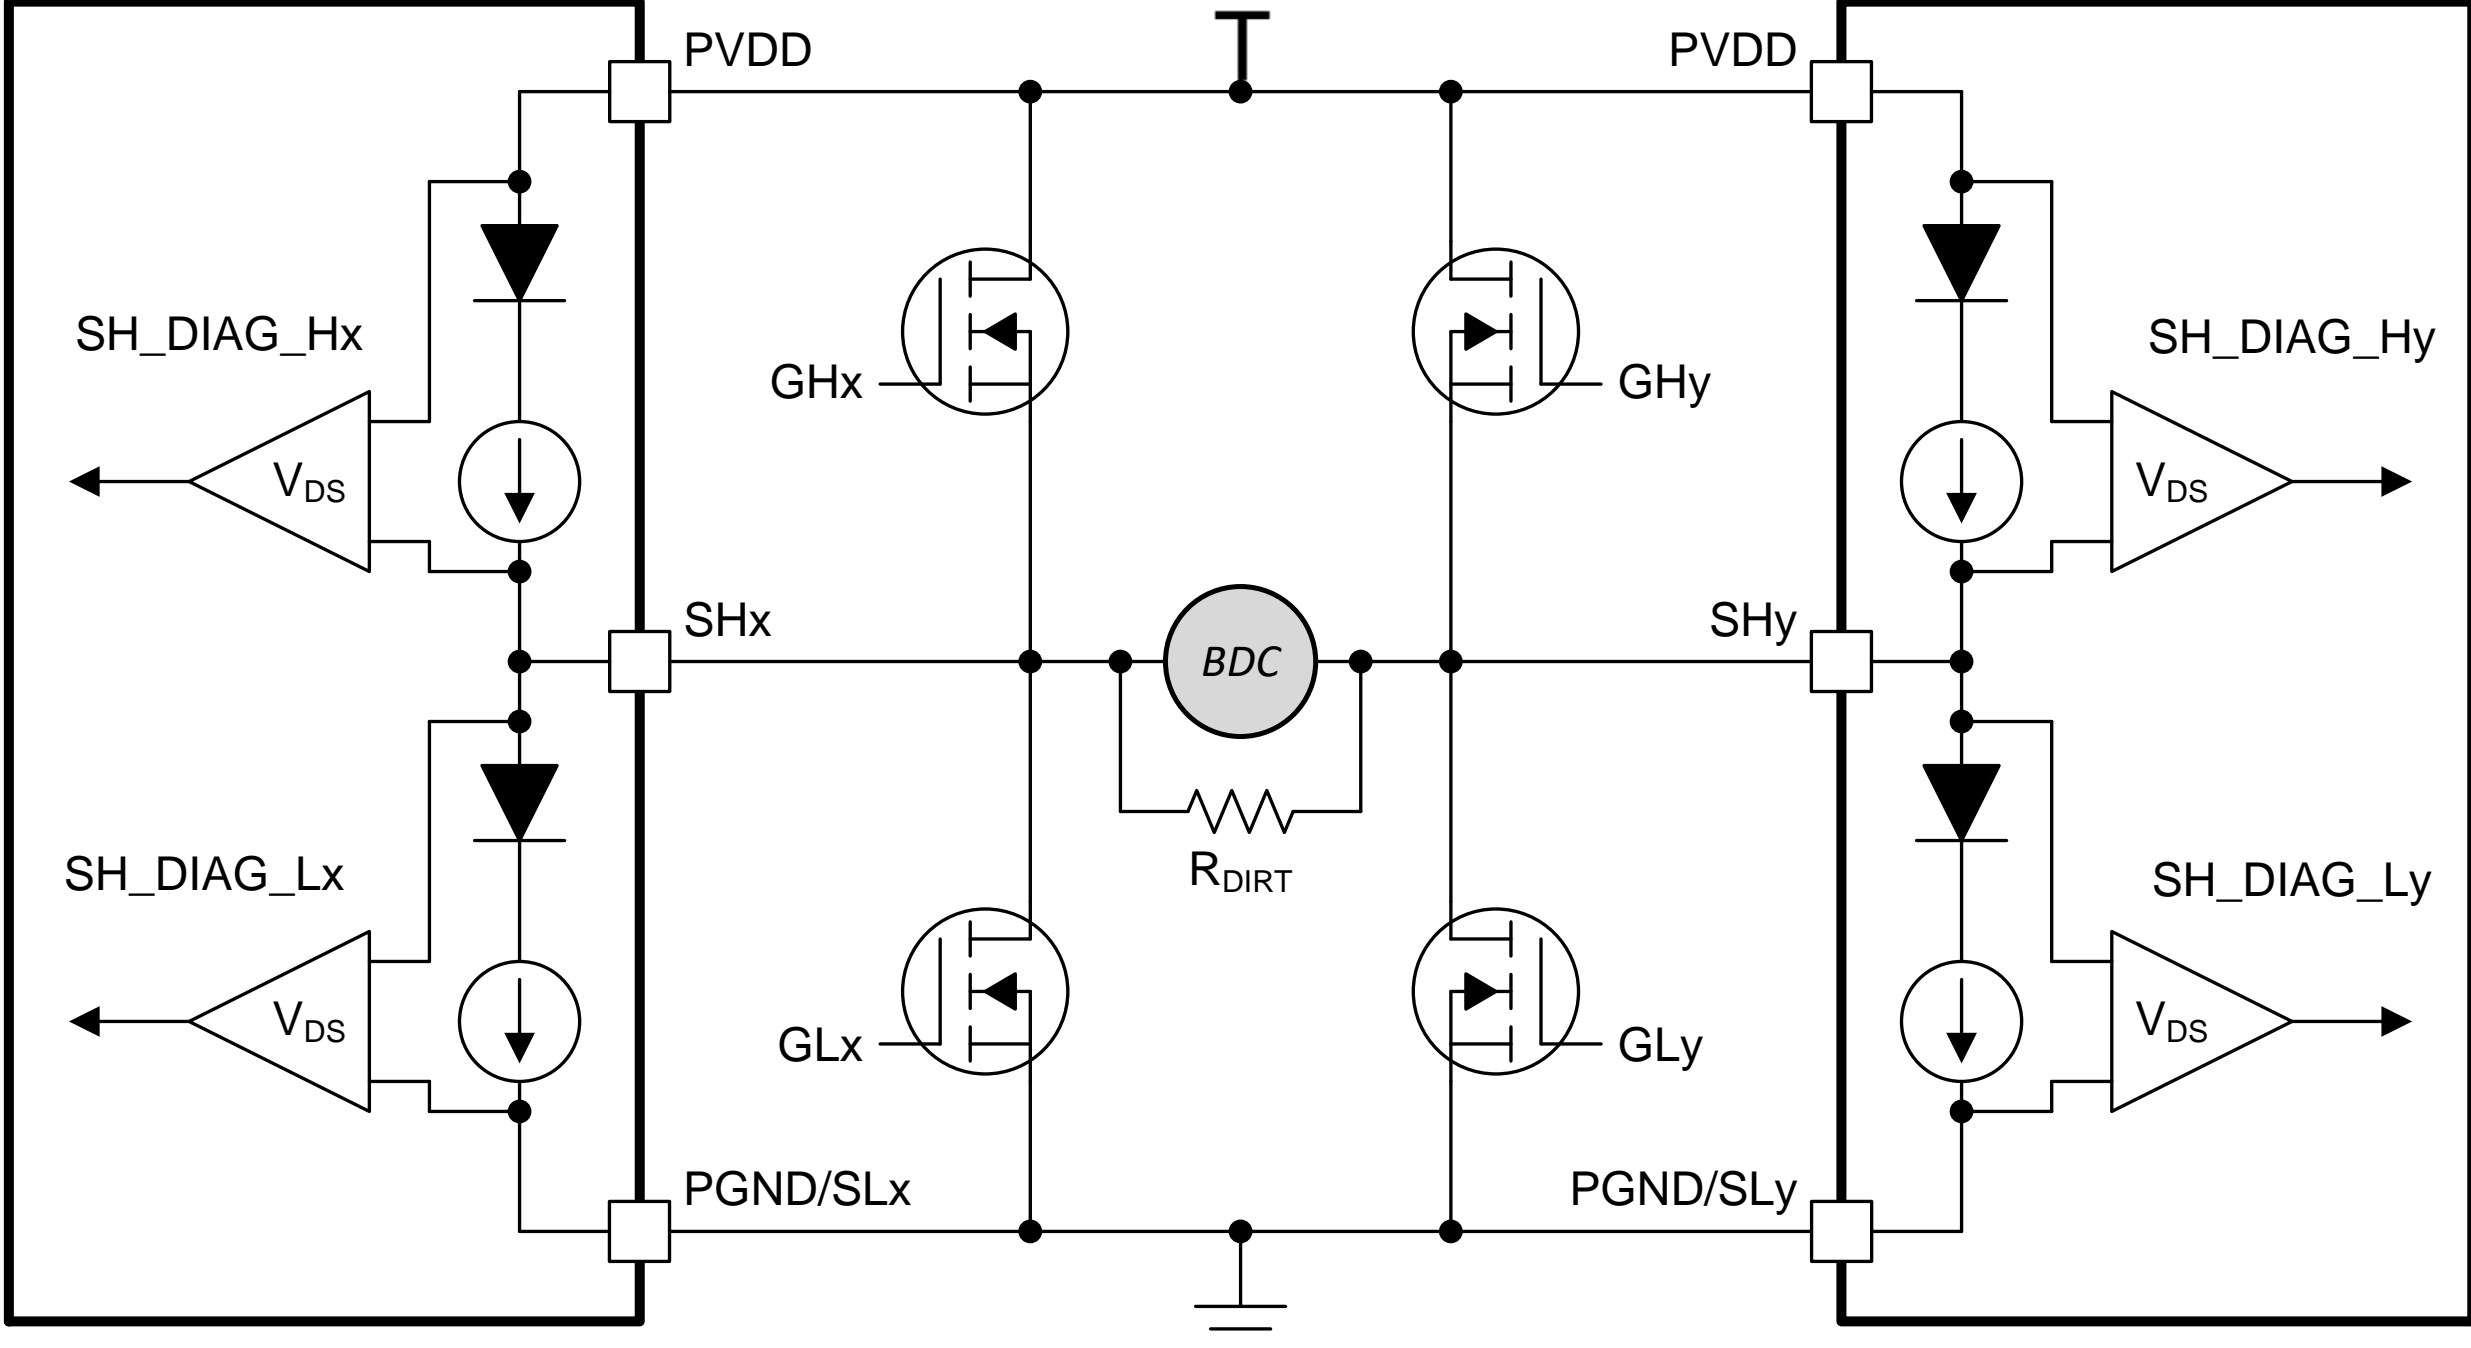 PVDD
PVDD
SH_DIAG_Hx
SH_DIAG_Hy
GHx
GHy
VDS
VDS
SHx
SHy
BDC
RDIRT
SH_DIAG_Lx
SH_DIAG_Ly
VDS
VDS
GLx
GLy
PGND/SLx
PGND/SLy